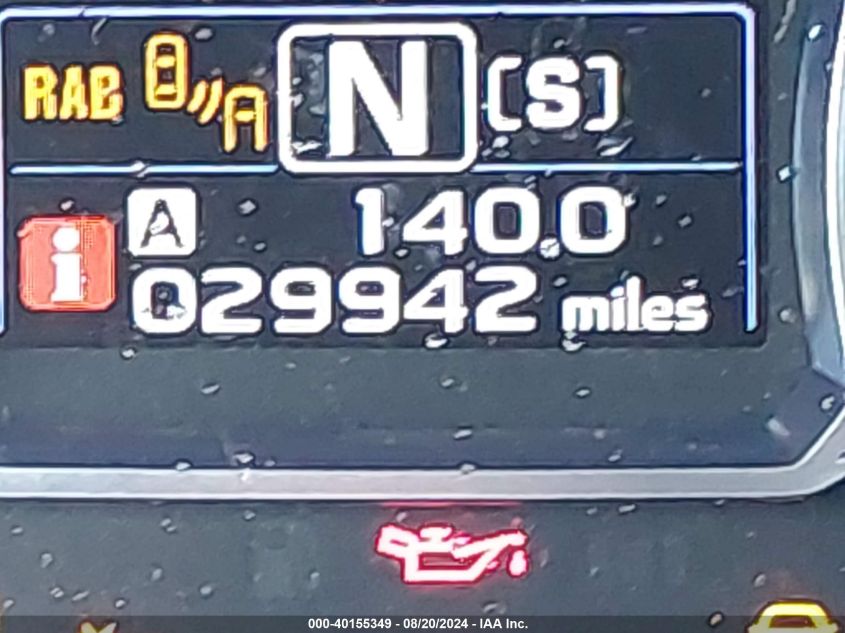 RAB A N [S]
A 140.0
i 029942 miles
000-40155349 - 08/20/2024 - IAA Inc.